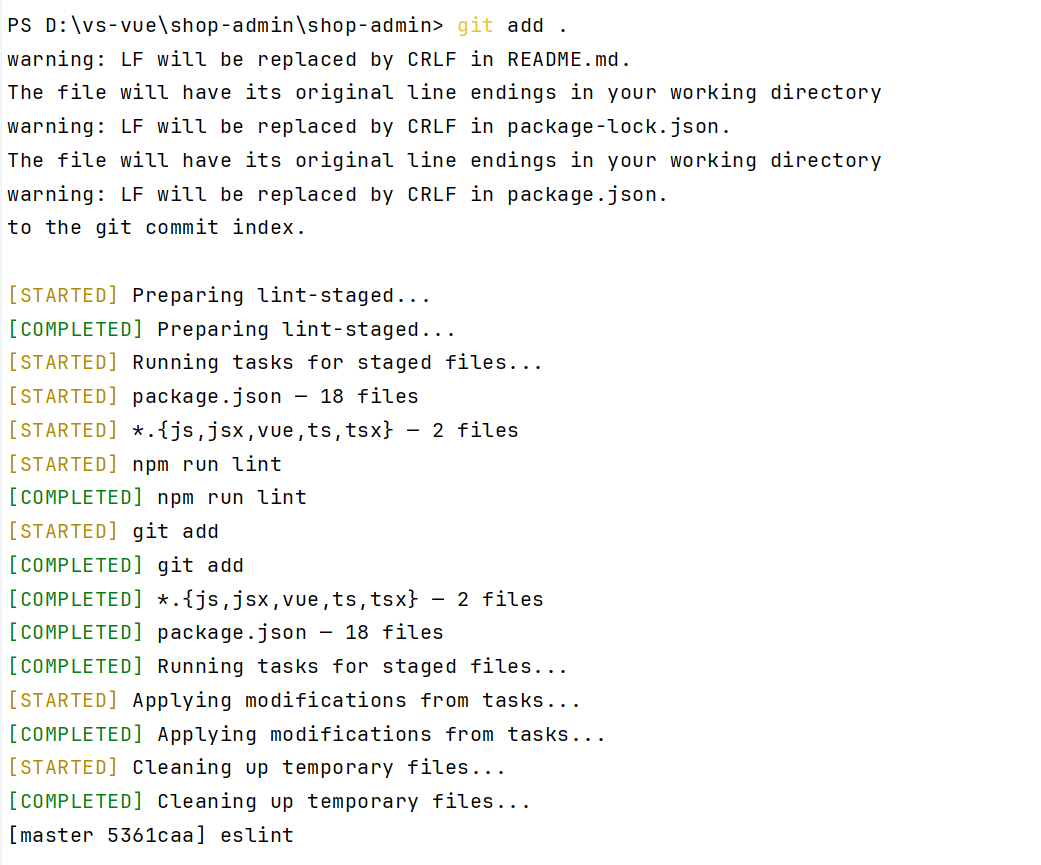 PS D:\vs-vue\shop-admin\shop-admin> git add .
warning: LF will be replaced by CRLF in README.md.
The file will have its original line endings in your working directory
warning: LF will be replaced by CRLF in package-lock.json.
The file will have its original line endings in your working directory
warning: LF will be replaced by CRLF in package.json.
to the git commit index.
[STARTED] Preparing lint-staged...
[COMPLETED] Preparing lint-staged...
[STARTED] Running tasks for staged files...
[STARTED] package.json — 18 files
[STARTED] *.{js,jsx,vue,ts,tsx} — 2 files
[STARTED] npm run lint
[COMPLETED] npm run lint
[STARTED] git add
[COMPLETED] git add
[COMPLETED] *.{js,jsx,vue,ts,tsx} — 2 files
[COMPLETED] package.json — 18 files
[COMPLETED] Running tasks for staged files...
[STARTED] Applying modifications from tasks...
[COMPLETED] Applying modifications from tasks...
[STARTED] Cleaning up temporary files...
[COMPLETED] Cleaning up temporary files...
[master 5361caa] eslint